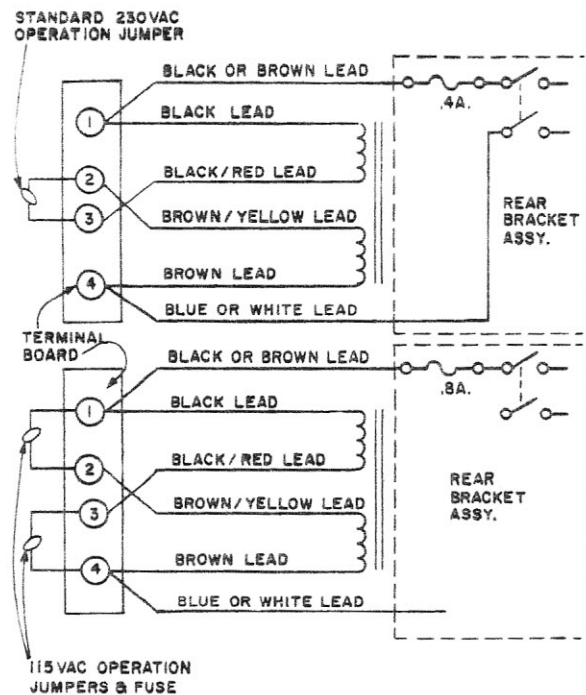 STANDARD 230VAC
OPERATION JUMPER
BLACK OR BROWN LEAD
.4A.
1
BLACK LEAD
2
BLACK/RED LEAD
3
BROWN/YELLOW LEAD
REAR
BRACKET
ASSY.
4
BROWN LEAD
BLUE OR WHITE LEAD
TERMINAL
BOARD
BLACK OR BROWN LEAD
.8A.
1
BLACK LEAD
2
BLACK/RED LEAD
3
BROWN/YELLOW LEAD
REAR
BRACKET
ASSY.
4
BROWN LEAD
BLUE OR WHITE LEAD
115VAC OPERATION
JUMPERS & FUSE